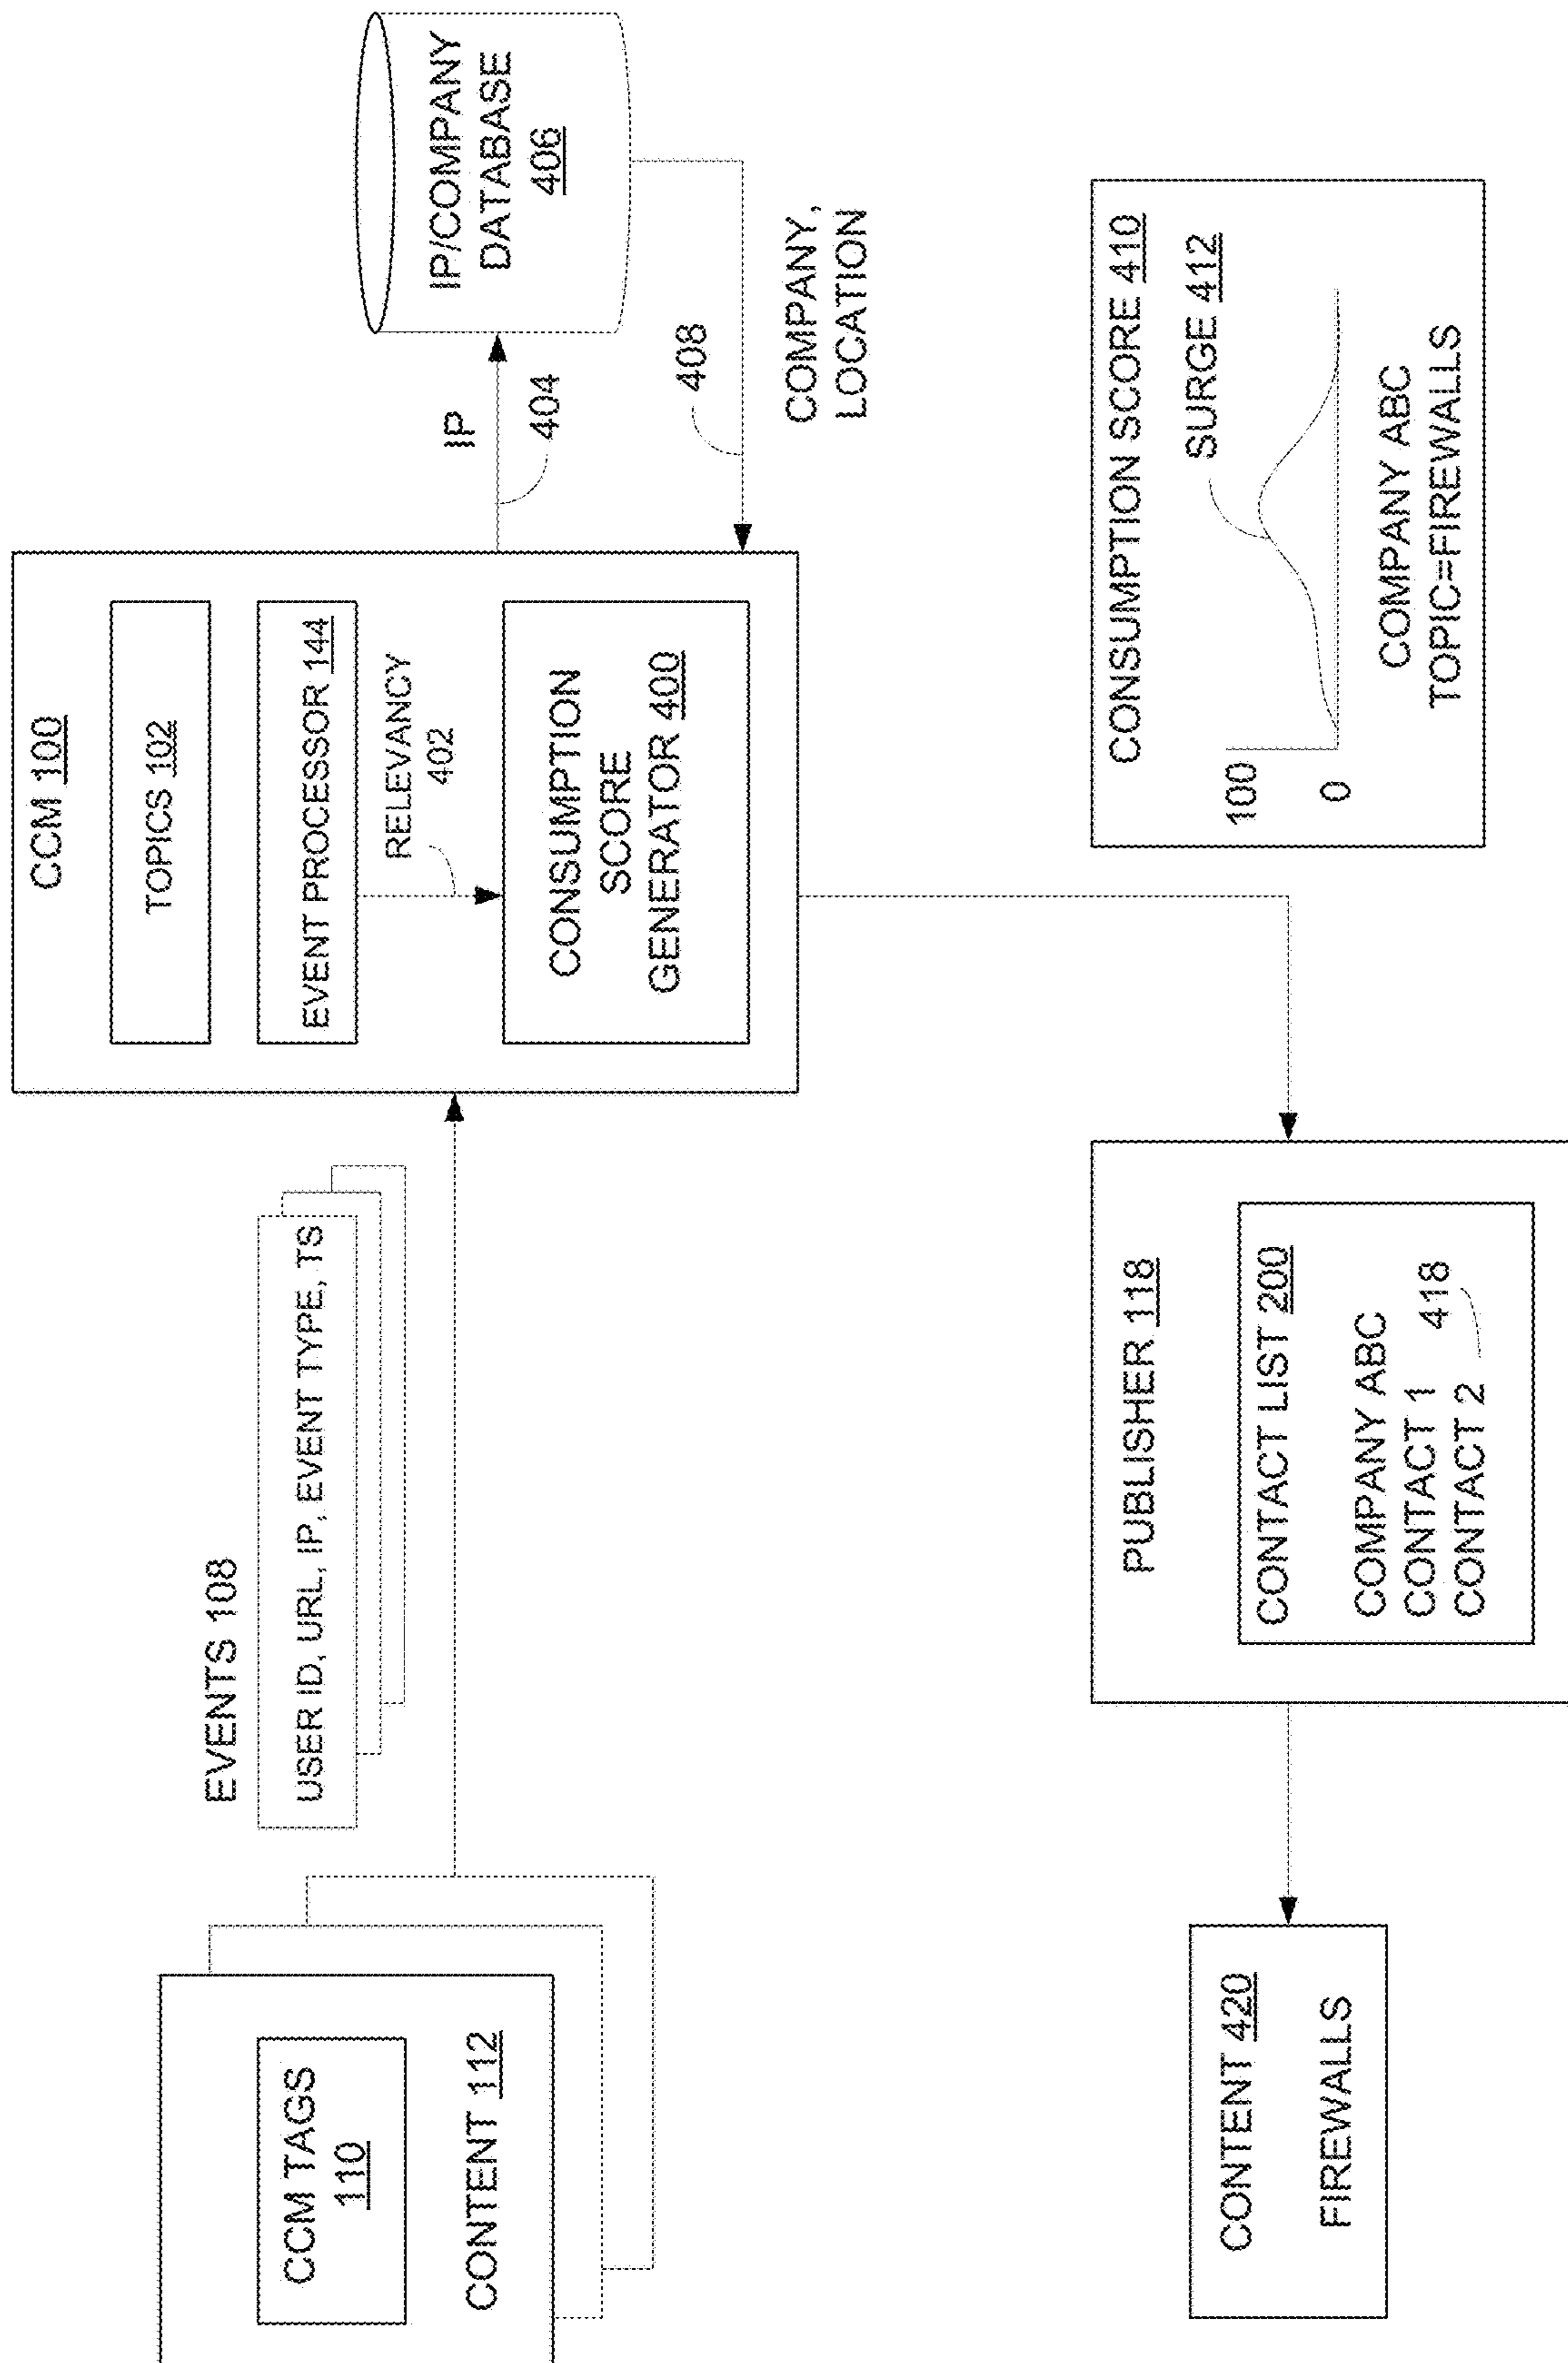 CCM TAGS
110
CONTENT 112
EVENTS 108
USER ID, URL, IP, EVENT TYPE, TS
CCM 100
TOPICS 102
EVENT PROCESSOR 144
RELEVANCY
402
CONSUMPTION
SCORE
GENERATOR 400
IP
404
IP/COMPANY
DATABASE
406
408
COMPANY,
LOCATION
CONTENT 420
FIREWALLS
PUBLISHER 118
CONTACT LIST 200
COMPANY ABC
CONTACT 1
CONTACT 2
418
CONSUMPTION SCORE 410
SURGE 412
100
0
COMPANY ABC
TOPIC=FIREWALLS